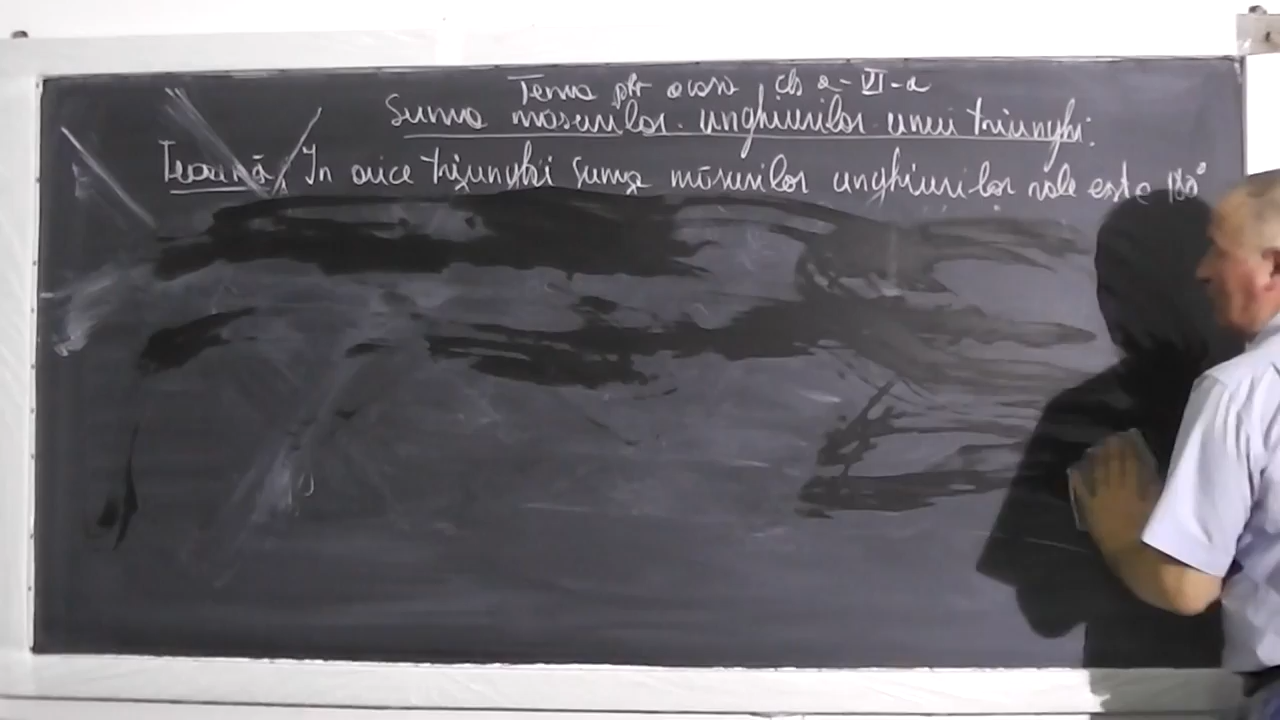 Tema ptr acasă cls a-VI-a
Suma măsurilor unghiurilor unui triunghi.
Teoremă; In orice triunghi suma măsurilor unghiurilor sale este 180°